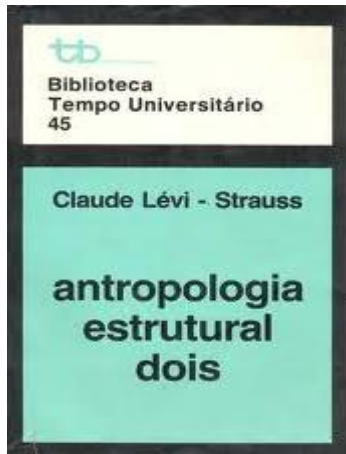 tb
Biblioteca
Tempo Universitário
45
Claude Lévi - Strauss
antropologia
estrutural
dois